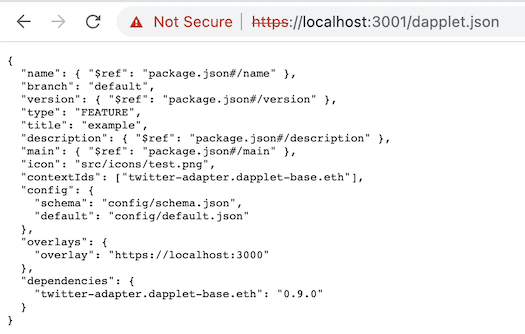 Not Secure | https://localhost:3001/dapplet.json
{
  "name": { "$ref": "package.json#/name" },
  "branch": "default",
  "version": { "$ref": "package.json#/version" },
  "type": "FEATURE",
  "title": "example",
  "description": { "$ref": "package.json#/description" },
  "main": { "$ref": "package.json#/main" },
  "icon": "src/icons/test.png",
  "contextIds": ["twitter-adapter.dapplet-base.eth"],
  "config": {
    "schema": "config/schema.json",
    "default": "config/default.json"
  },
  "overlays": {
    "overlay": "https://localhost:3000"
  },
  "dependencies": {
    "twitter-adapter.dapplet-base.eth": "0.9.0"
  }
}